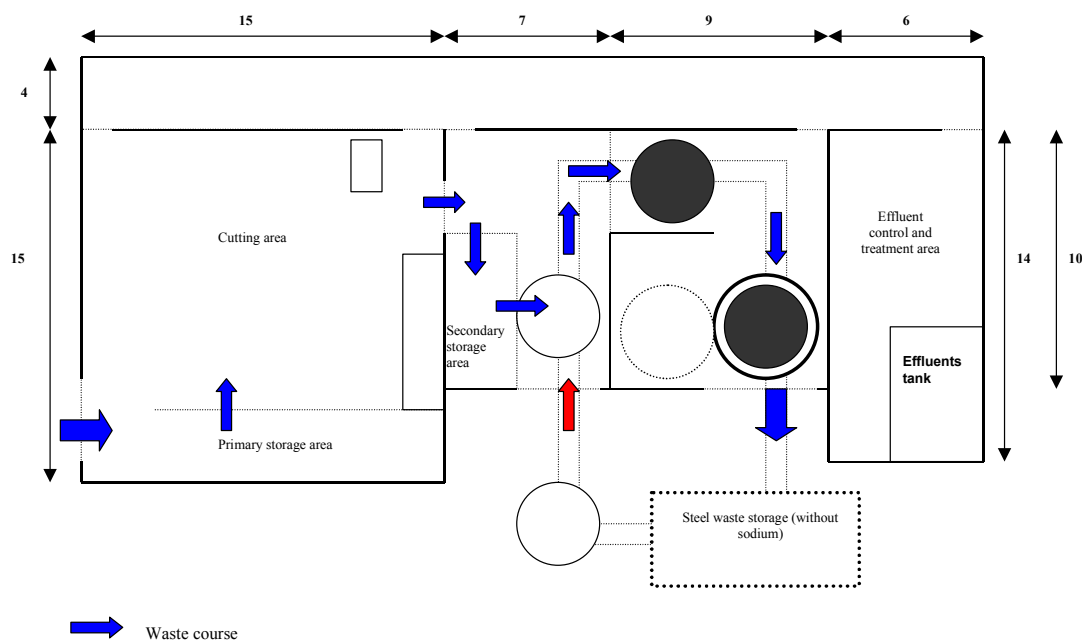 15
7
9
6
4
15
Cutting area
Effluent
control and
treatment area
14
10
Secondary
storage
area
Effluents
tank
Primary storage area
Steel waste storage (without
sodium)
Waste course